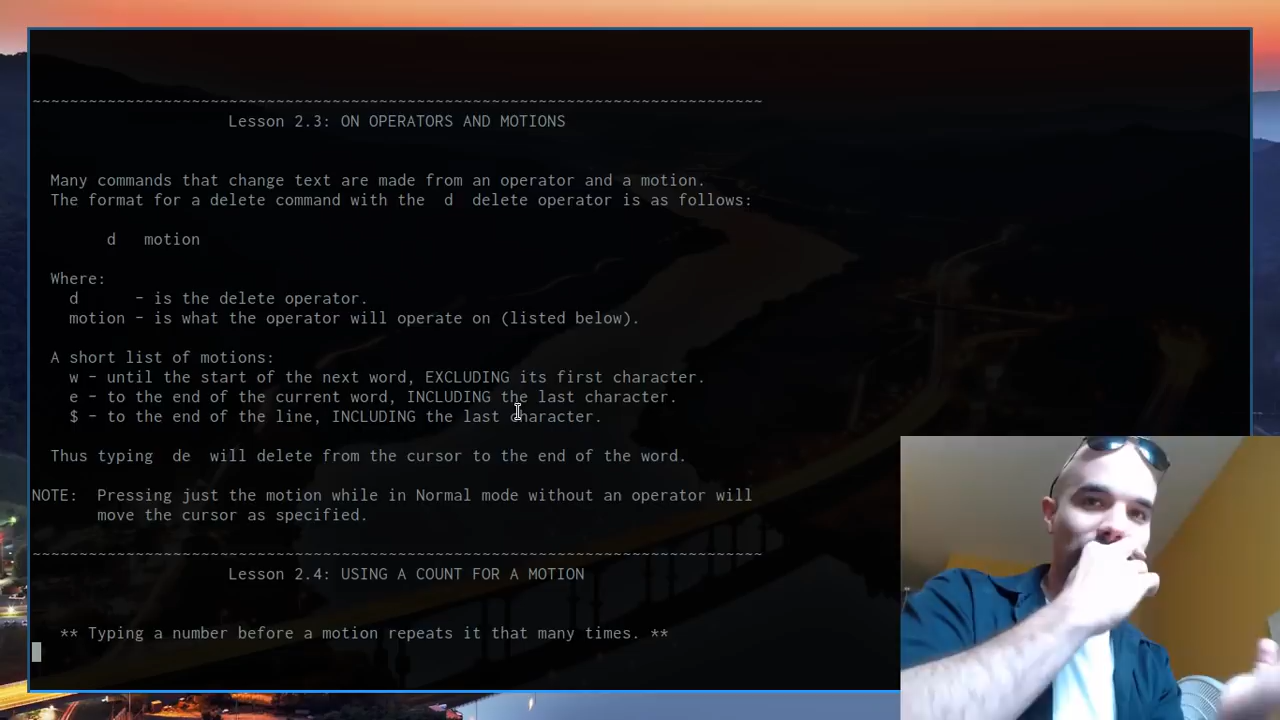 Lesson 2.3: ON OPERATORS AND MOTIONS
Many commands that change text are made from an operator and a motion.
The format for a delete command with the  d  delete operator is as follows:
d   motion
Where:
d      - is the delete operator.
motion - is what the operator will operate on (listed below).
A short list of motions:
w - until the start of the next word, EXCLUDING its first character.
e - to the end of the current word, INCLUDING the last character.
$ - to the end of the line, INCLUDING the last character.
Thus typing  de  will delete from the cursor to the end of the word.
NOTE:  Pressing just the motion while in Normal mode without an operator will
move the cursor as specified.
Lesson 2.4: USING A COUNT FOR A MOTION
** Typing a number before a motion repeats it that many times. **